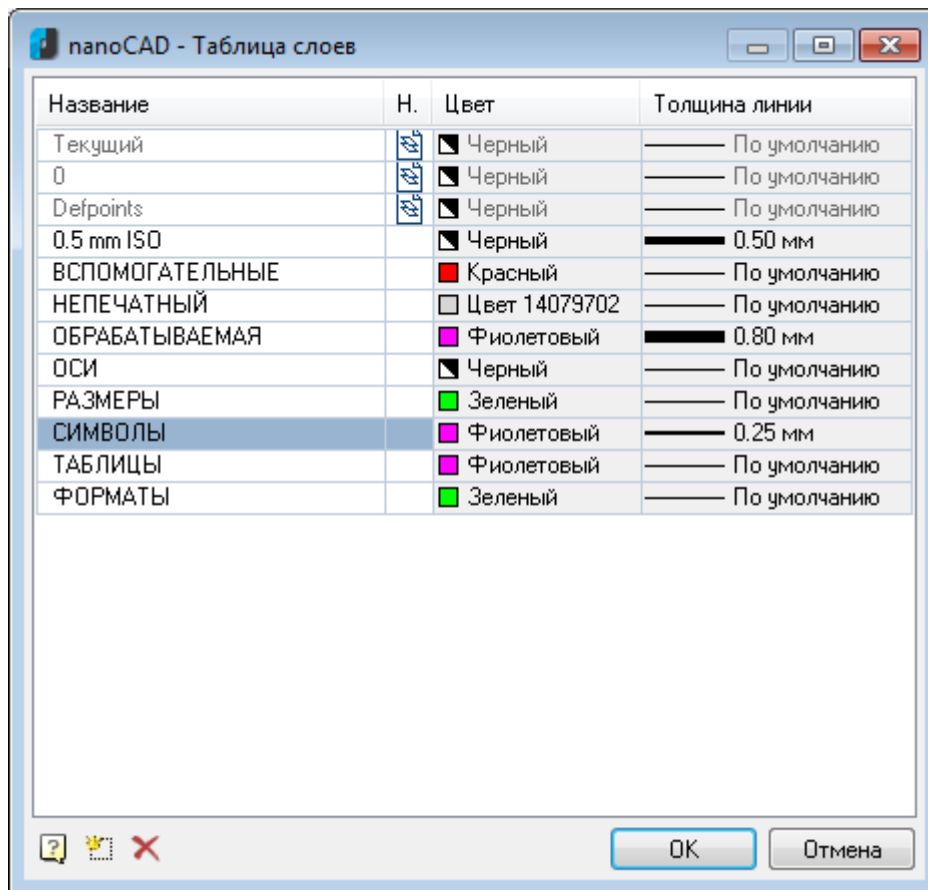 nanoCAD - Таблица слоев
Название Н. Цвет Толщина линии
Текущий Черный По умолчанию
0 Черный По умолчанию
Defpoints Черный По умолчанию
0.5 mm ISO Черный 0.50 мм
ВСПОМОГАТЕЛЬНЫЕ Красный По умолчанию
НЕПЕЧАТНЫЙ Цвет 14079702 По умолчанию
ОБРАБАТЫВАЕМАЯ Фиолетовый 0.80 мм
ОСИ Черный По умолчанию
РАЗМЕРЫ Зеленый По умолчанию
СИМВОЛЫ Фиолетовый 0.25 мм
ТАБЛИЦЫ Фиолетовый По умолчанию
ФОРМАТЫ Зеленый По умолчанию
OK Отмена